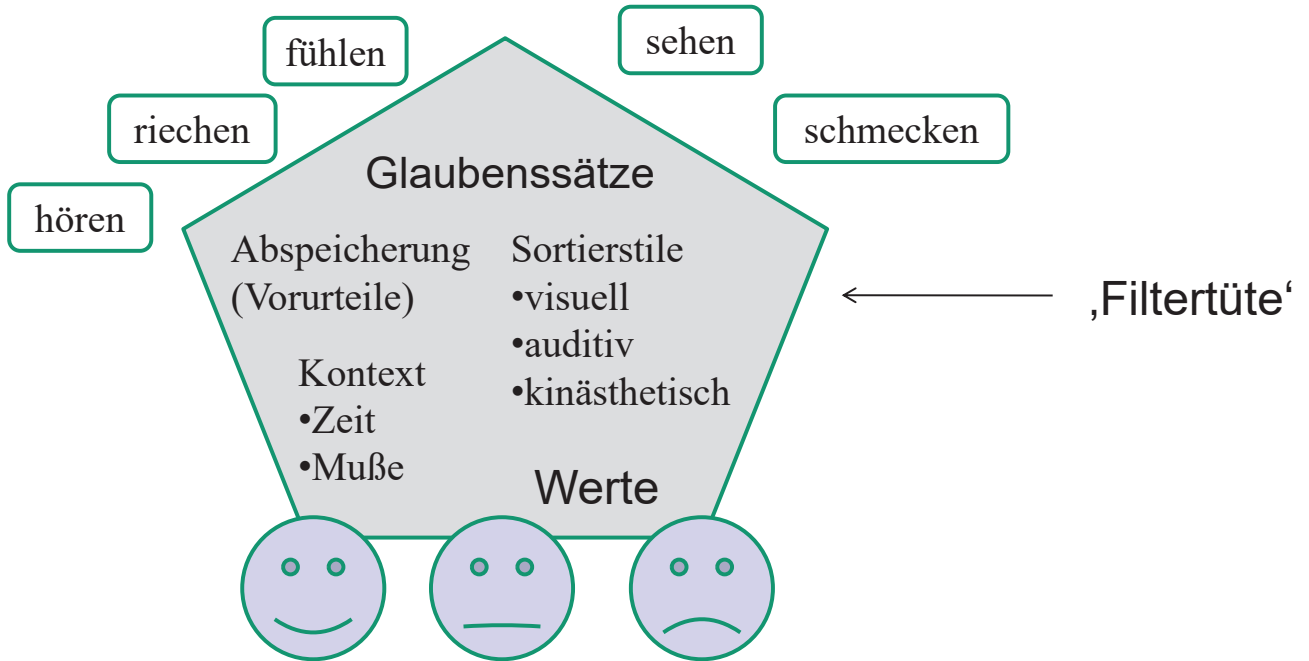 fühlen
sehen
riechen
schmecken
hören
Glaubenssätze
Abspeicherung
(Vorurteile)
Kontext
•Zeit
•Muße
Sortierstile
•visuell
•auditiv
•kinästhetisch
Werte
‚Filtertüte‘